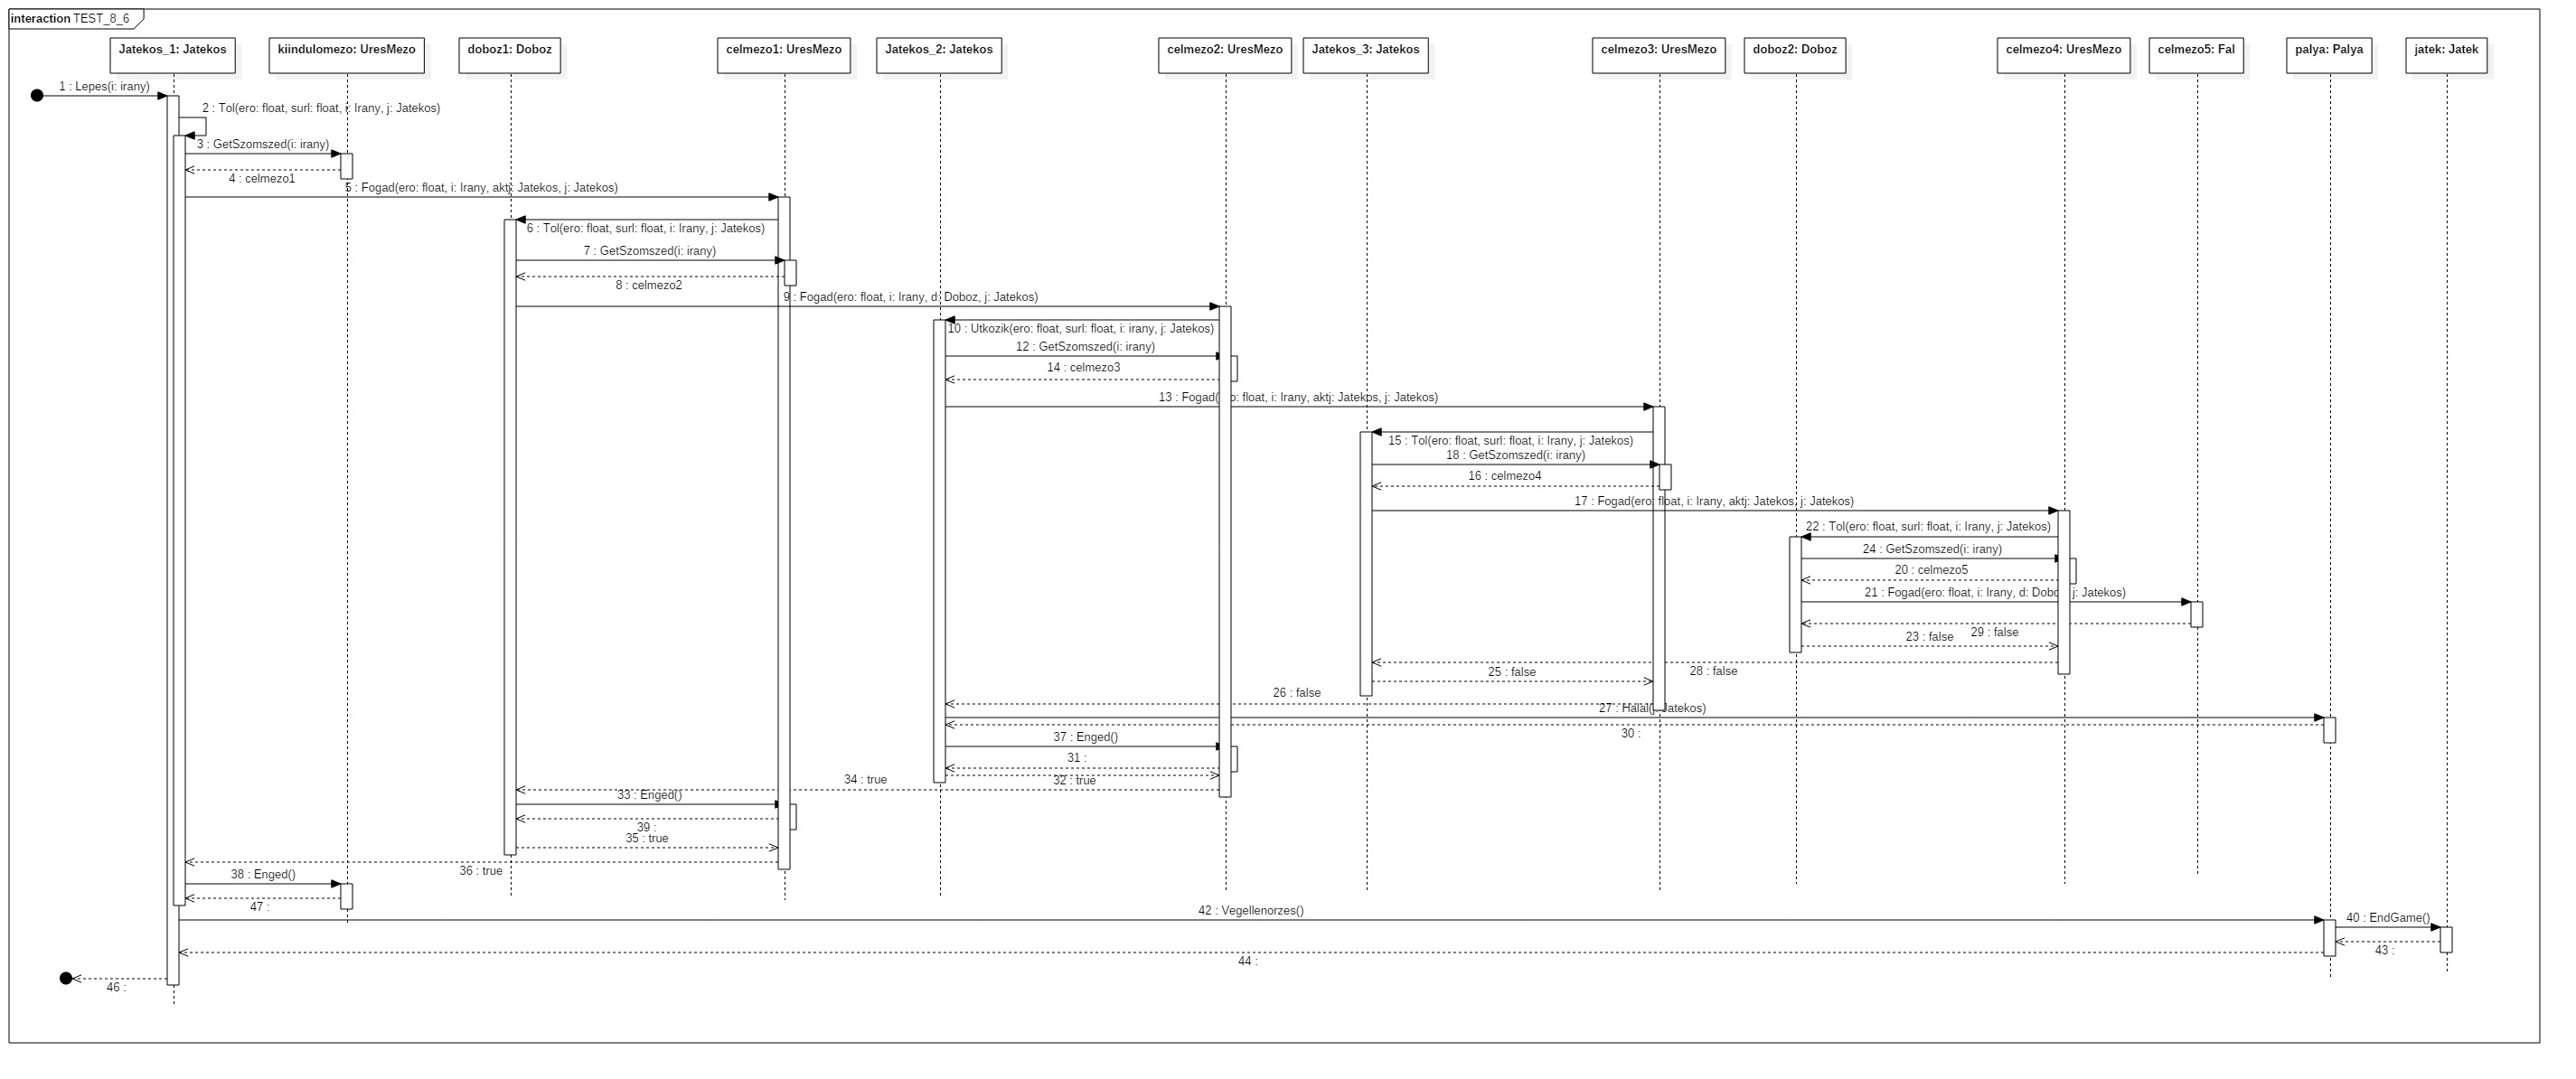 interaction TEST_8_6
Jatekos_1: Jatekos
kiindulomezo: UresMezo
doboz1: Doboz
celmezo1: UresMezo
Jatekos_2: Jatekos
celmezo2: UresMezo
Jatekos_3: Jatekos
celmezo3: UresMezo
doboz2: Doboz
celmezo4: UresMezo
celmezo5: Fal
palya: Palya
jatek: Jatek
1 : Lepes(i: irany)
2 : Tol(ero: float, surl: float, i: Irany, j: Jatekos)
3 : GetSzomszed(i: irany)
4 : celmezo1
5 : Fogad(ero: float, i: Irany, aktj: Jatekos, j: Jatekos)
6 : Tol(ero: float, surl: float, i: Irany, j: Jatekos)
7 : GetSzomszed(i: irany)
8 : celmezo2
9 : Fogad(ero: float, i: Irany, d: Doboz, j: Jatekos)
10 : Utkozik(ero: float, surl: float, i: irany, j: Jatekos)
12 : GetSzomszed(i: irany)
14 : celmezo3
13 : Fogad(ero: float, i: Irany, aktj: Jatekos, j: Jatekos)
15 : Tol(ero: float, surl: float, i: Irany, j: Jatekos)
18 : GetSzomszed(i: irany)
16 : celmezo4
17 : Fogad(ero: float, i: Irany, aktj: Jatekos, j: Jatekos)
22 : Tol(ero: float, surl: float, i: Irany, j: Jatekos)
24 : GetSzomszed(i: irany)
20 : celmezo5
21 : Fogad(ero: float, i: Irany, d: Doboz, j: Jatekos)
29 : false
23 : false
28 : false
25 : false
26 : false
27 : Halal(j: Jatekos)
30 :
37 : Enged()
31 :
32 : true
34 : true
33 : Enged()
39 :
35 : true
36 : true
38 : Enged()
47 :
42 : Vegellenorzes()
40 : EndGame()
43 :
44 :
46 :